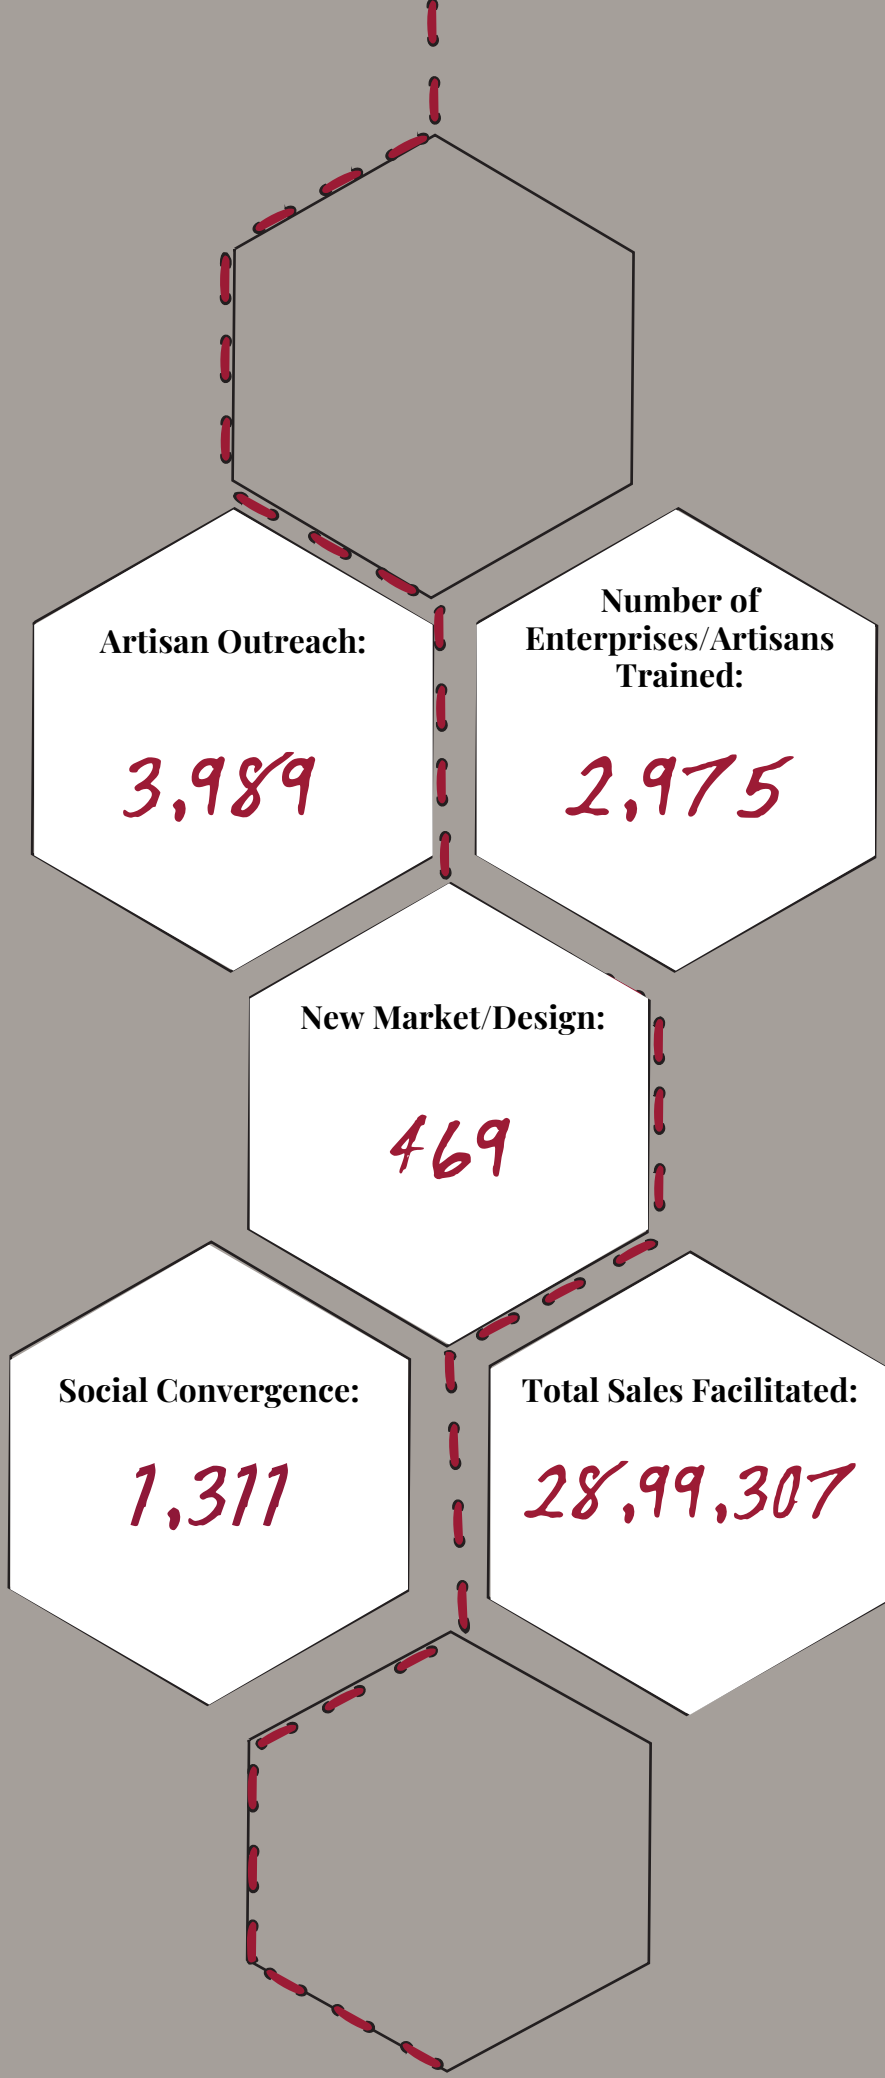 Artisan Outreach:
3,989
Number of
Enterprises/Artisans
Trained:
2,975
New Market/Design:
469
Social Convergence:
1,311
Total Sales Facilitated:
28,99,307